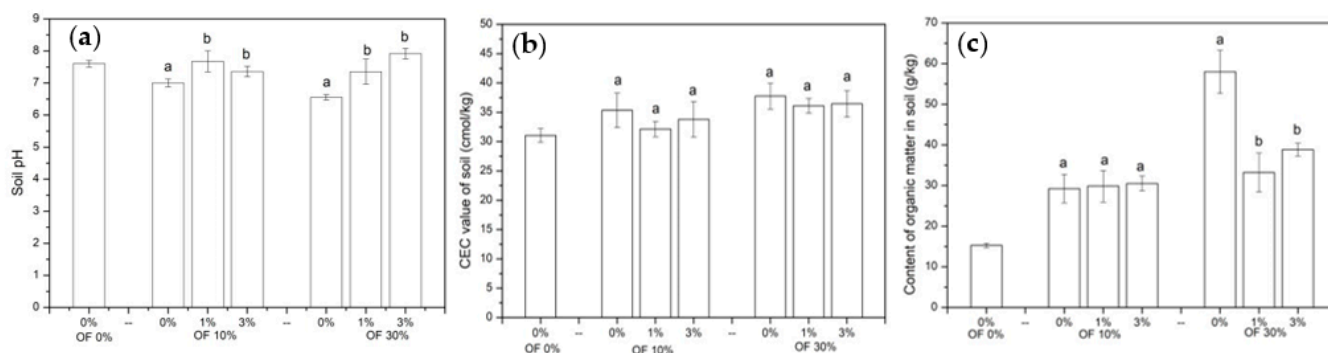 (a)
Soil pH
9
8
7
6
5
4
3
2
1
0
a
b
b
a
b
b
0% -- 0% 1% 3% -- 0% 1% 3%
OF 0% OF 10% OF 30%
(b)
CEC value of soil (cmol/kg)
50
45
40
35
30
25
20
15
10
5
0
a
a
a
a
a
a
0% -- 0% 1% 3% -- 0% 1% 3%
OF 0% OF 10% OF 30%
(c)
Content of organic matter in soil (g/kg)
70
60
50
40
30
20
10
0
a
a
a
a
b
b
0% -- 0% 1% 3% -- 0% 1% 3%
OF 0% OF 10% OF 30%